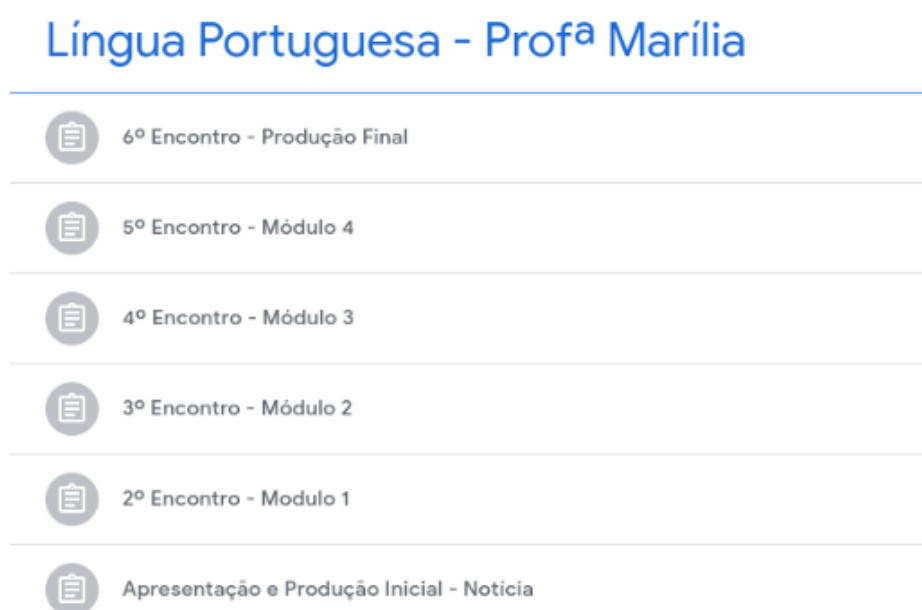 Língua Portuguesa - Profª Marília
6º Encontro - Produção Final
5º Encontro - Módulo 4
4º Encontro - Módulo 3
3º Encontro - Módulo 2
2º Encontro - Modulo 1
Apresentação e Produção Inicial - Notícia